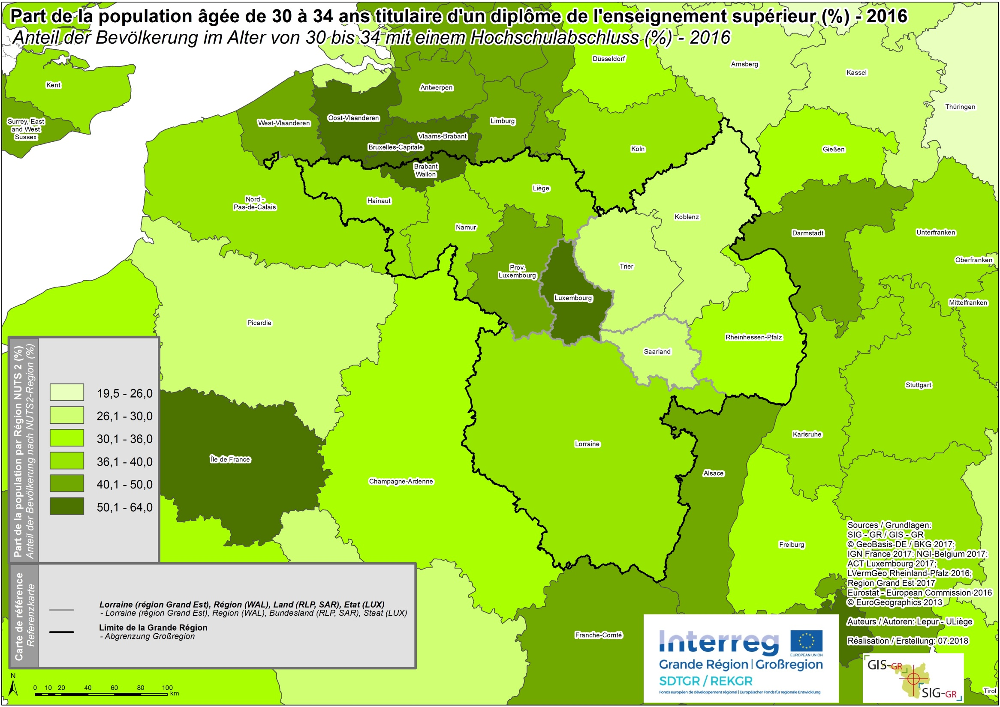 Part de la population âgée de 30 à 34 ans titulaire d'un diplôme de l'enseignement supérieur (%) - 2016
Anteil der Bevölkerung im Alter von 30 bis 34 mit einem Hochschulabschluss (%) - 2016
Düsseldorf
Arnsberg
Kassel
Kent
Antwerpen
Thüringen
Surrey, East
and West
Sussex
West-Vlaanderen
Oost-Vlaanderen
Limburg
Vlaams-Brabant
Bruxelles-Capitale
Köln
Gießen
Brabant
Wallon
Liège
Hainaut
Nord -
Pas-de-Calais
Koblenz
Namur
Darmstadt
Unterfranken
Oberfranken
Trier
Prov.
Luxembourg
Luxembourg
Mittelfranken
Picardie
Rheinhessen-Pfalz
Saarland
Stuttgart
Karlsruhe
Lorraine
Île de France
Alsace
Champagne-Ardenne
Freiburg
Franche-Comté
Tirol
Part de la population par Région NUTS 2 (%)
Anteil der Bevölkerung nach NUTS2-Region (%)
19,5 - 26,0
26,1 - 30,0
30,1 - 36,0
36,1 - 40,0
40,1 - 50,0
50,1 - 64,0
Carte de référence
Referenzkarte
Lorraine (région Grand Est), Région (WAL), Land (RLP, SAR), Etat (LUX)
- Lorraine (région Grand Est), Region (WAL), Bundesland (RLP, SAR), Staat (LUX)
Limite de la Grande Région
- Abgrenzung Großregion
N
0 10 20 40 60 80 100
km
Sources / Grundlagen:
SIG - GR / GIS - GR
© GeoBasis-DE / BKG 2017;
IGN France 2017: NGI-Belgium 2017:
ACT Luxembourg 2017;
LVermGeo Rheinland-Pfalz 2016;
Region Grand Est 2017
Eurostat - European Commission 2016
© EuroGeographics 2013
Auteurs / Autoren: Lepur - ULiège
Réalisation / Erstellung: 07.2018
Interreg
EUROPEAN UNION
Grande Région | Großregion
SDTGR / REKGR
Fonds européen de développement régional | Europäischer Fonds für regionale Entwicklung
GIS-GR
SIG-GR